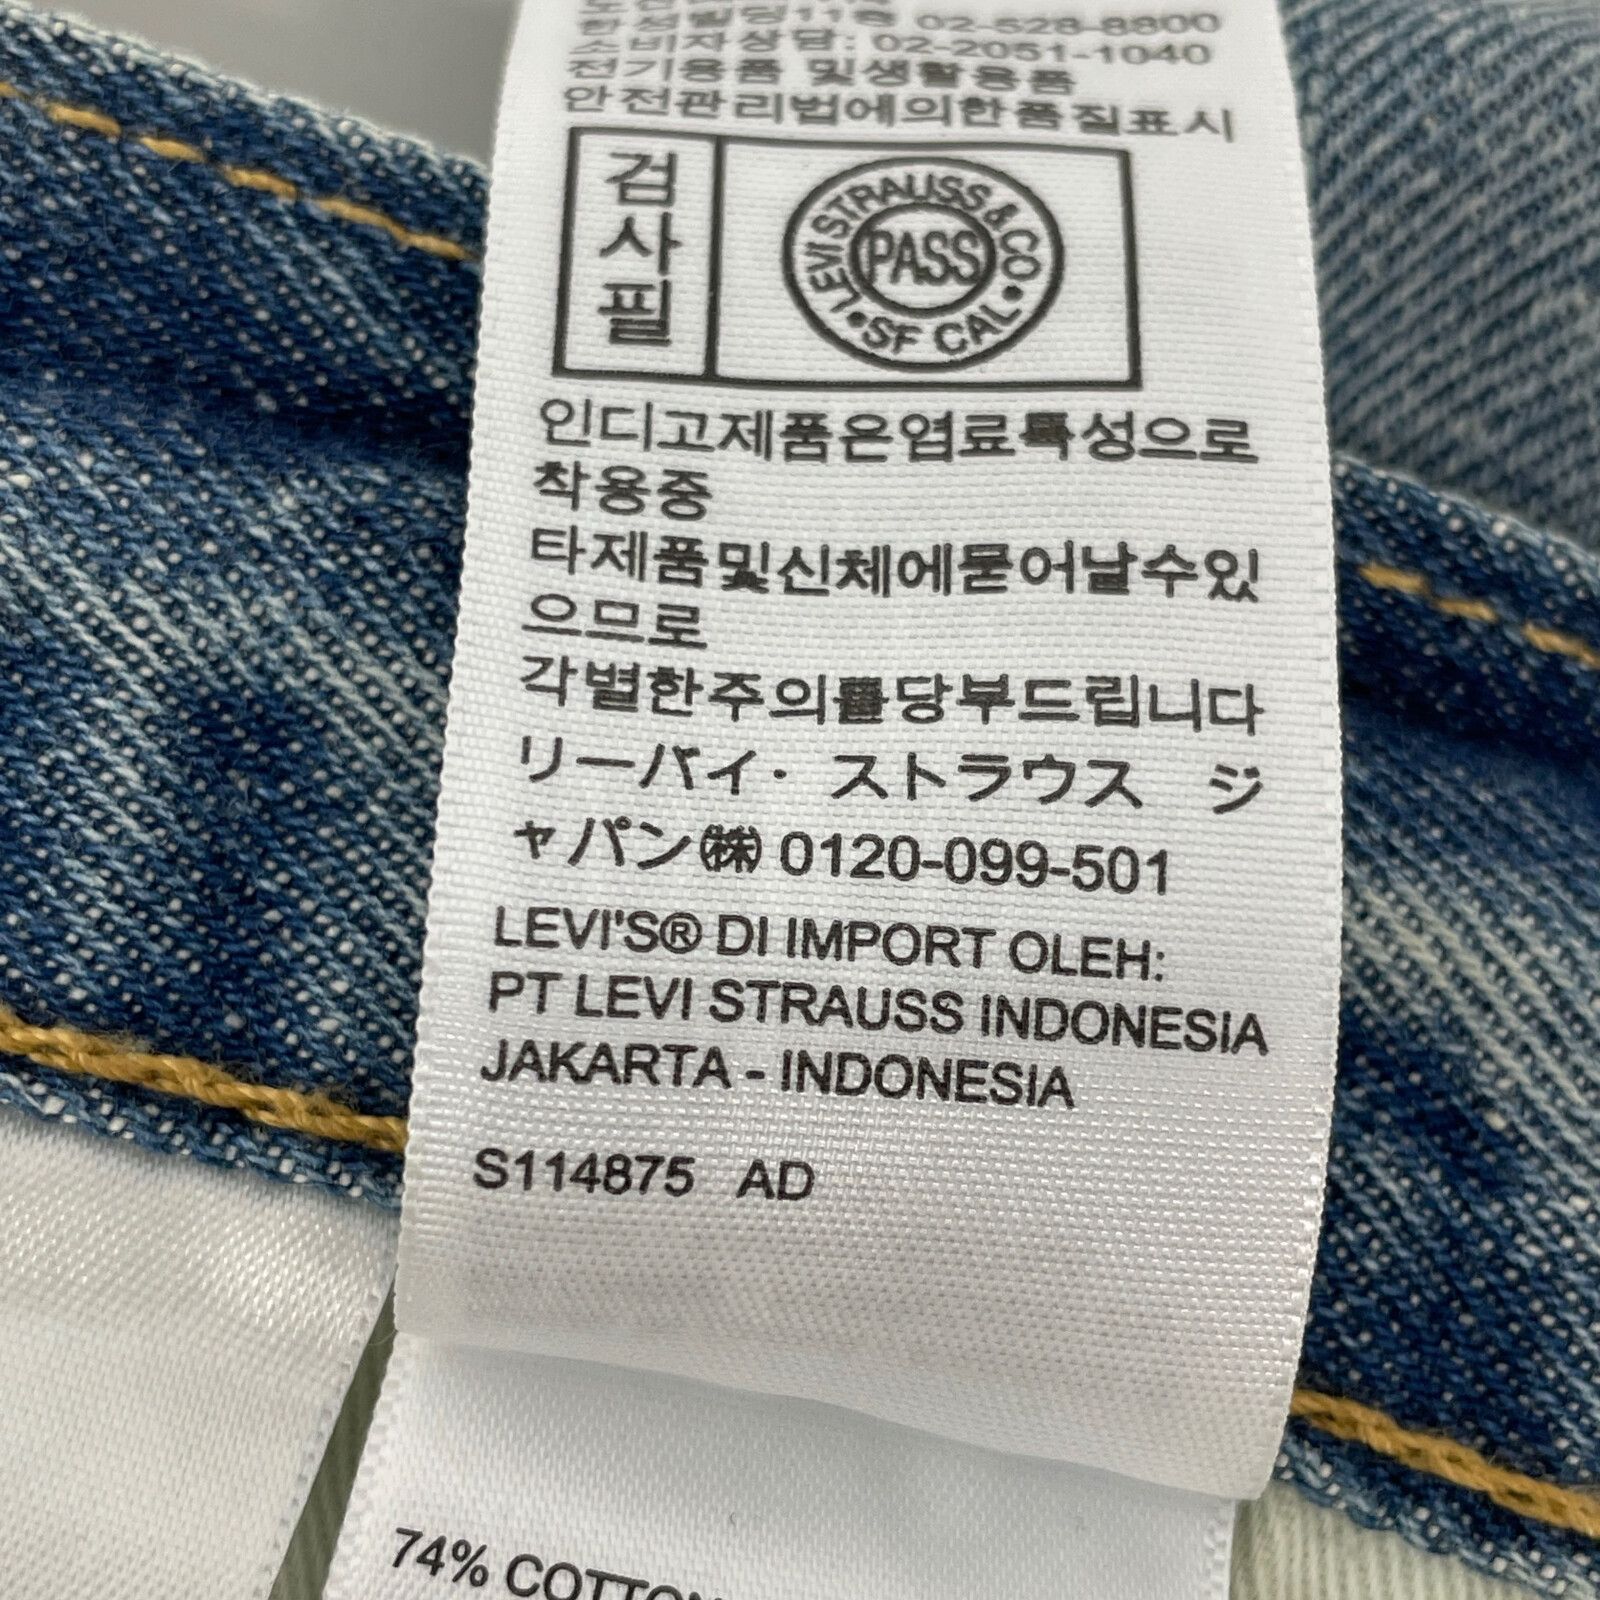 한성빌딩11층 02-528-8800
소비자상담: 02-2051-1040
전기용품 및생활용품
안전관리법에의한품질표시
검사필
LEVI STRAUSS & CO • SF CAL •
PASS
인디고제품은염료특성으로
착용중
타제품및신체에묻어날수있
으므로
각별한주의를당부드립니다
リーバイ・ストラウス ジ
ャパン㈱ 0120-099-501
LEVI'S® DI IMPORT OLEH:
PT LEVI STRAUSS INDONESIA
JAKARTA - INDONESIA
S114875 AD
74% COTTON